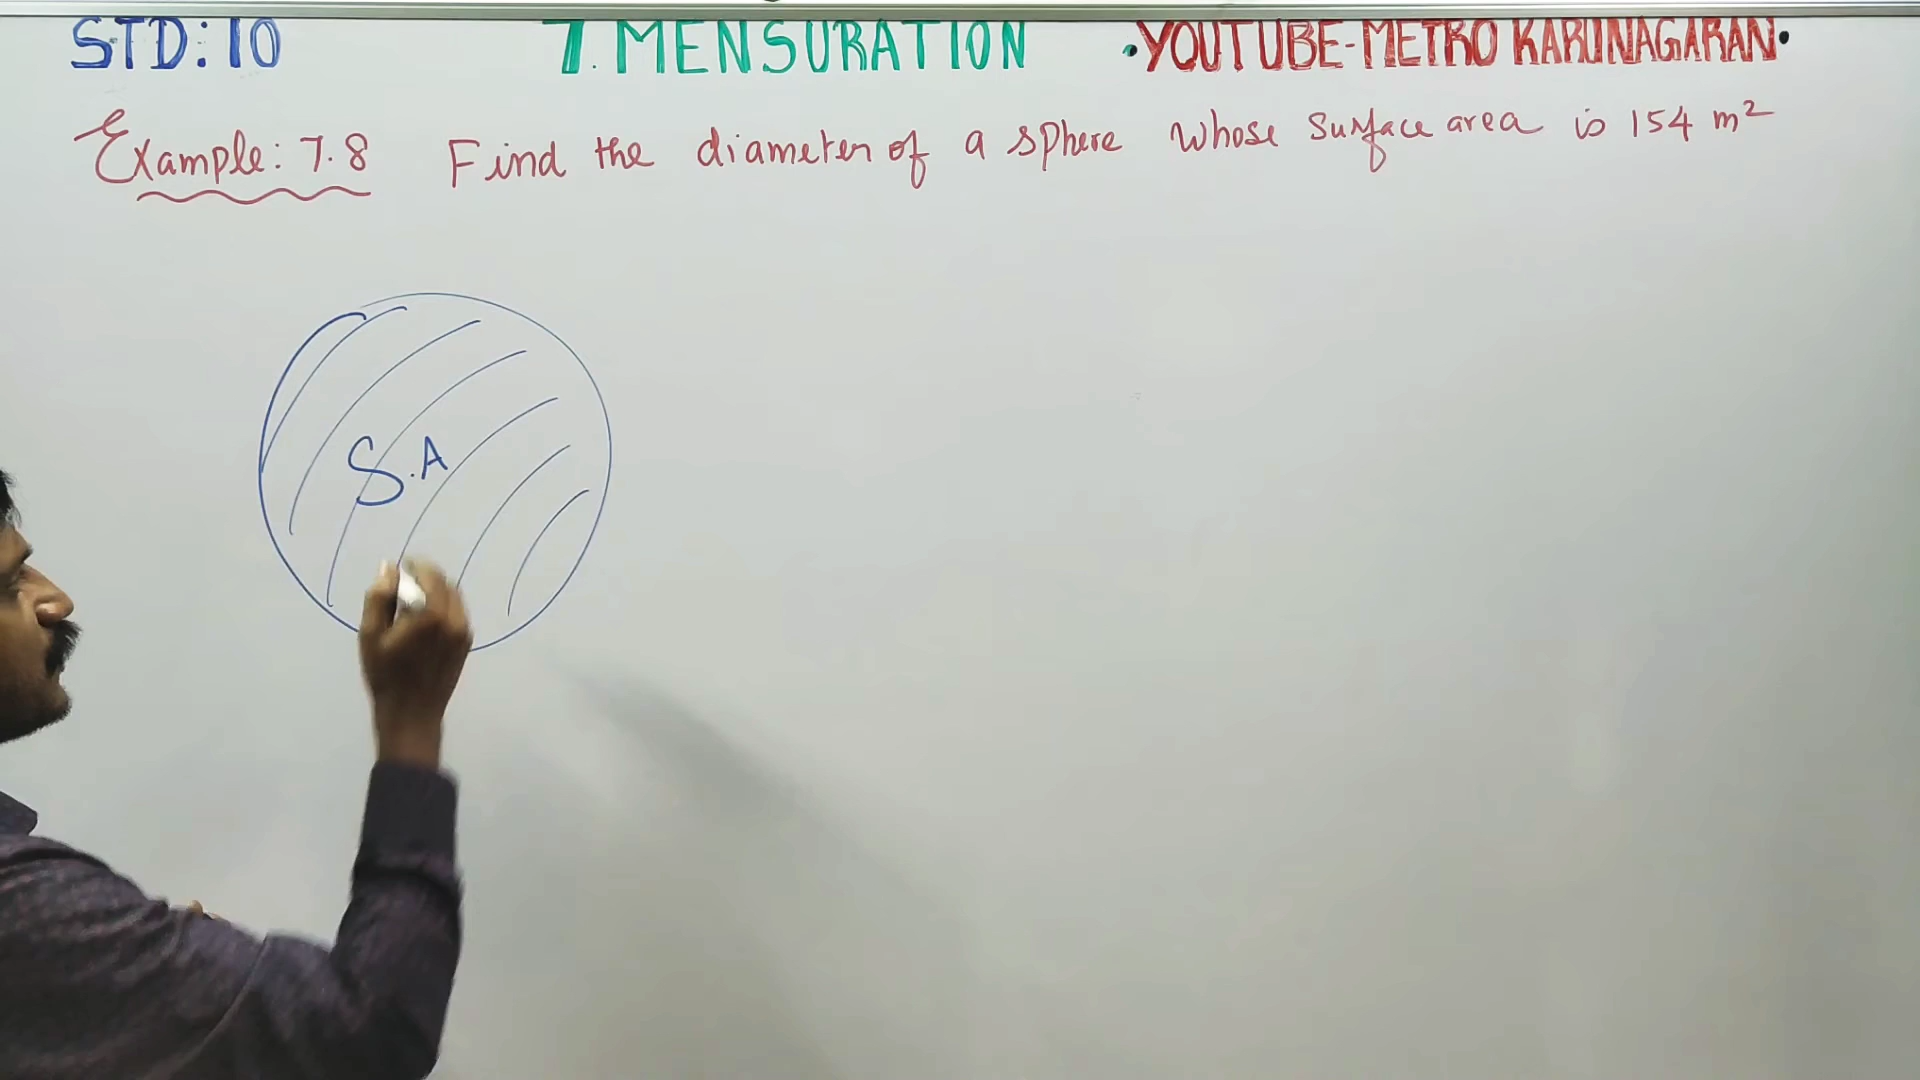 STD: 10 7. MENSURATION •YOUTUBE-METRO KARUNAGARAN•
Example: 7.8 Find the diameter of a sphere whose surface area is 154 m²
S.A